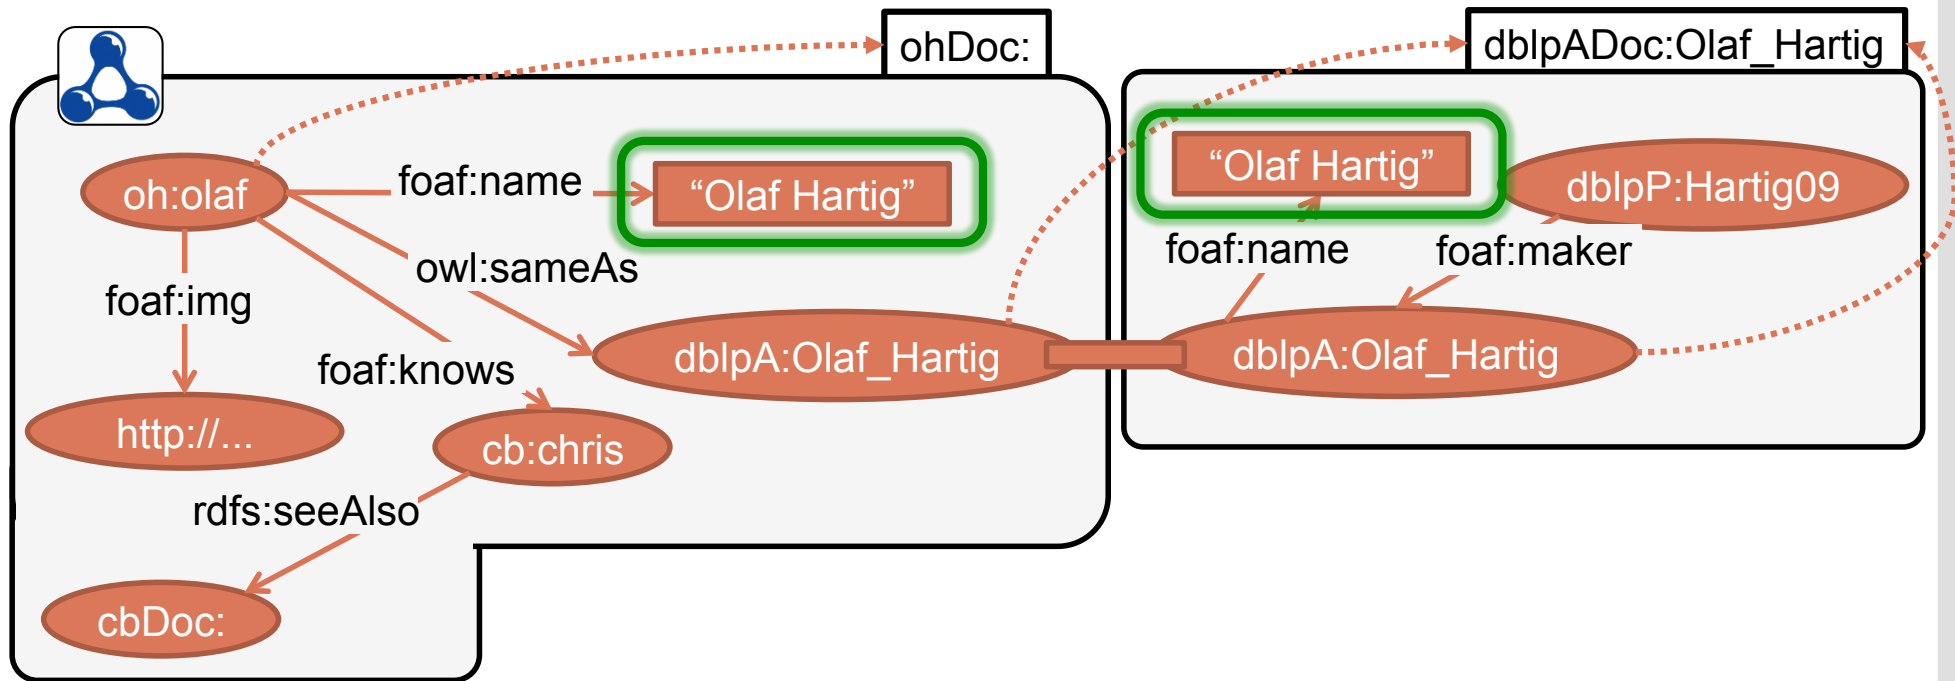 ohDoc:
dblpADoc:Olaf_Hartig
oh:olaf
foaf:name
“Olaf Hartig”
owl:sameAs
foaf:img
foaf:knows
dblpA:Olaf_Hartig
http://...
cb:chris
rdfs:seeAlso
cbDoc:
“Olaf Hartig”
dblpP:Hartig09
foaf:name
foaf:maker
dblpA:Olaf_Hartig